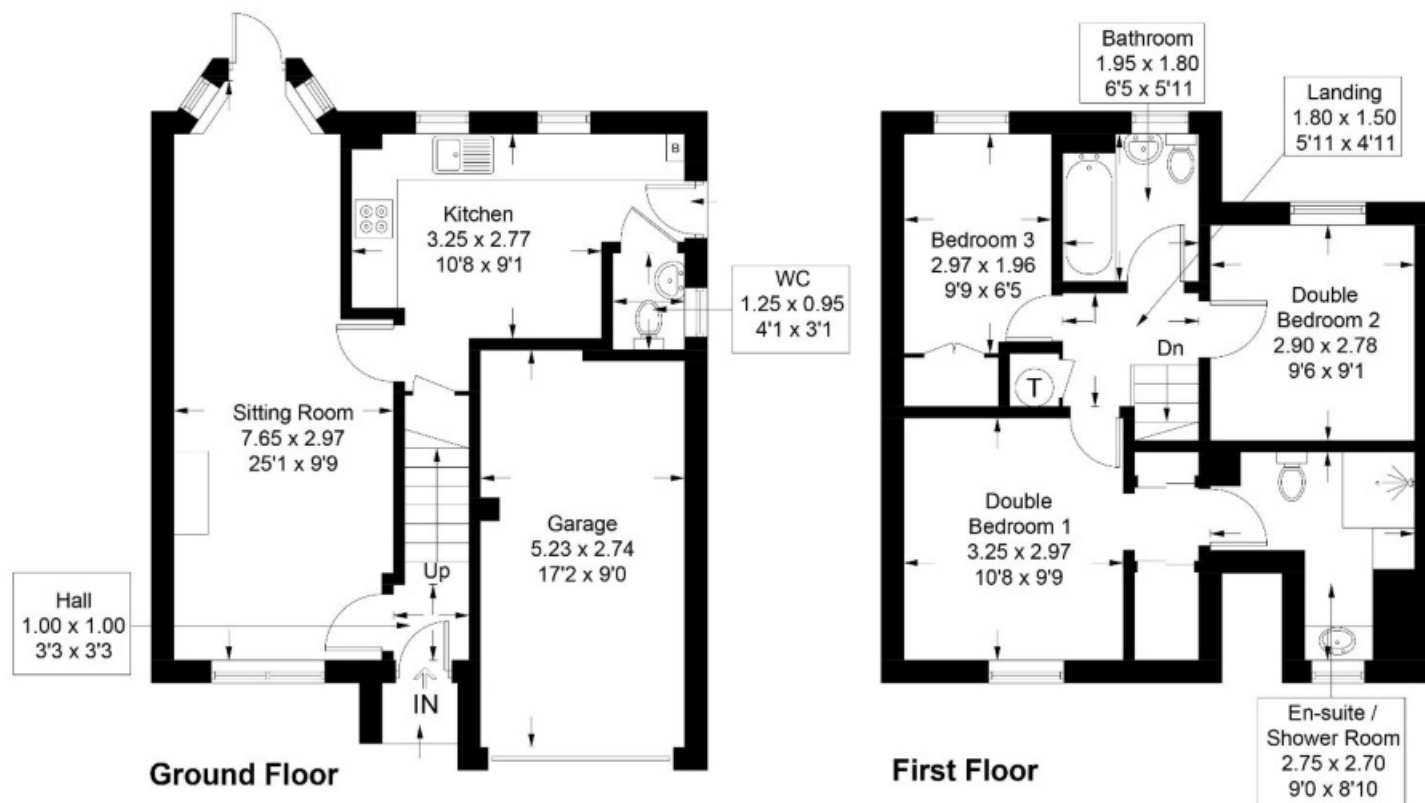 Kitchen
3.25 x 2.77
10'8 x 9'1
B
WC
1.25 x 0.95
4'1 x 3'1
Sitting Room
7.65 x 2.97
25'1 x 9'9
Garage
5.23 x 2.74
17'2 x 9'0
Up
Hall
1.00 x 1.00
3'3 x 3'3
IN
Ground Floor
Bathroom
1.95 x 1.80
6'5 x 5'11
Landing
1.80 x 1.50
5'11 x 4'11
Bedroom 3
2.97 x 1.96
9'9 x 6'5
Double
Bedroom 2
2.90 x 2.78
9'6 x 9'1
Dn
T
Double
Bedroom 1
3.25 x 2.97
10'8 x 9'9
En-suite /
Shower Room
2.75 x 2.70
9'0 x 8'10
First Floor